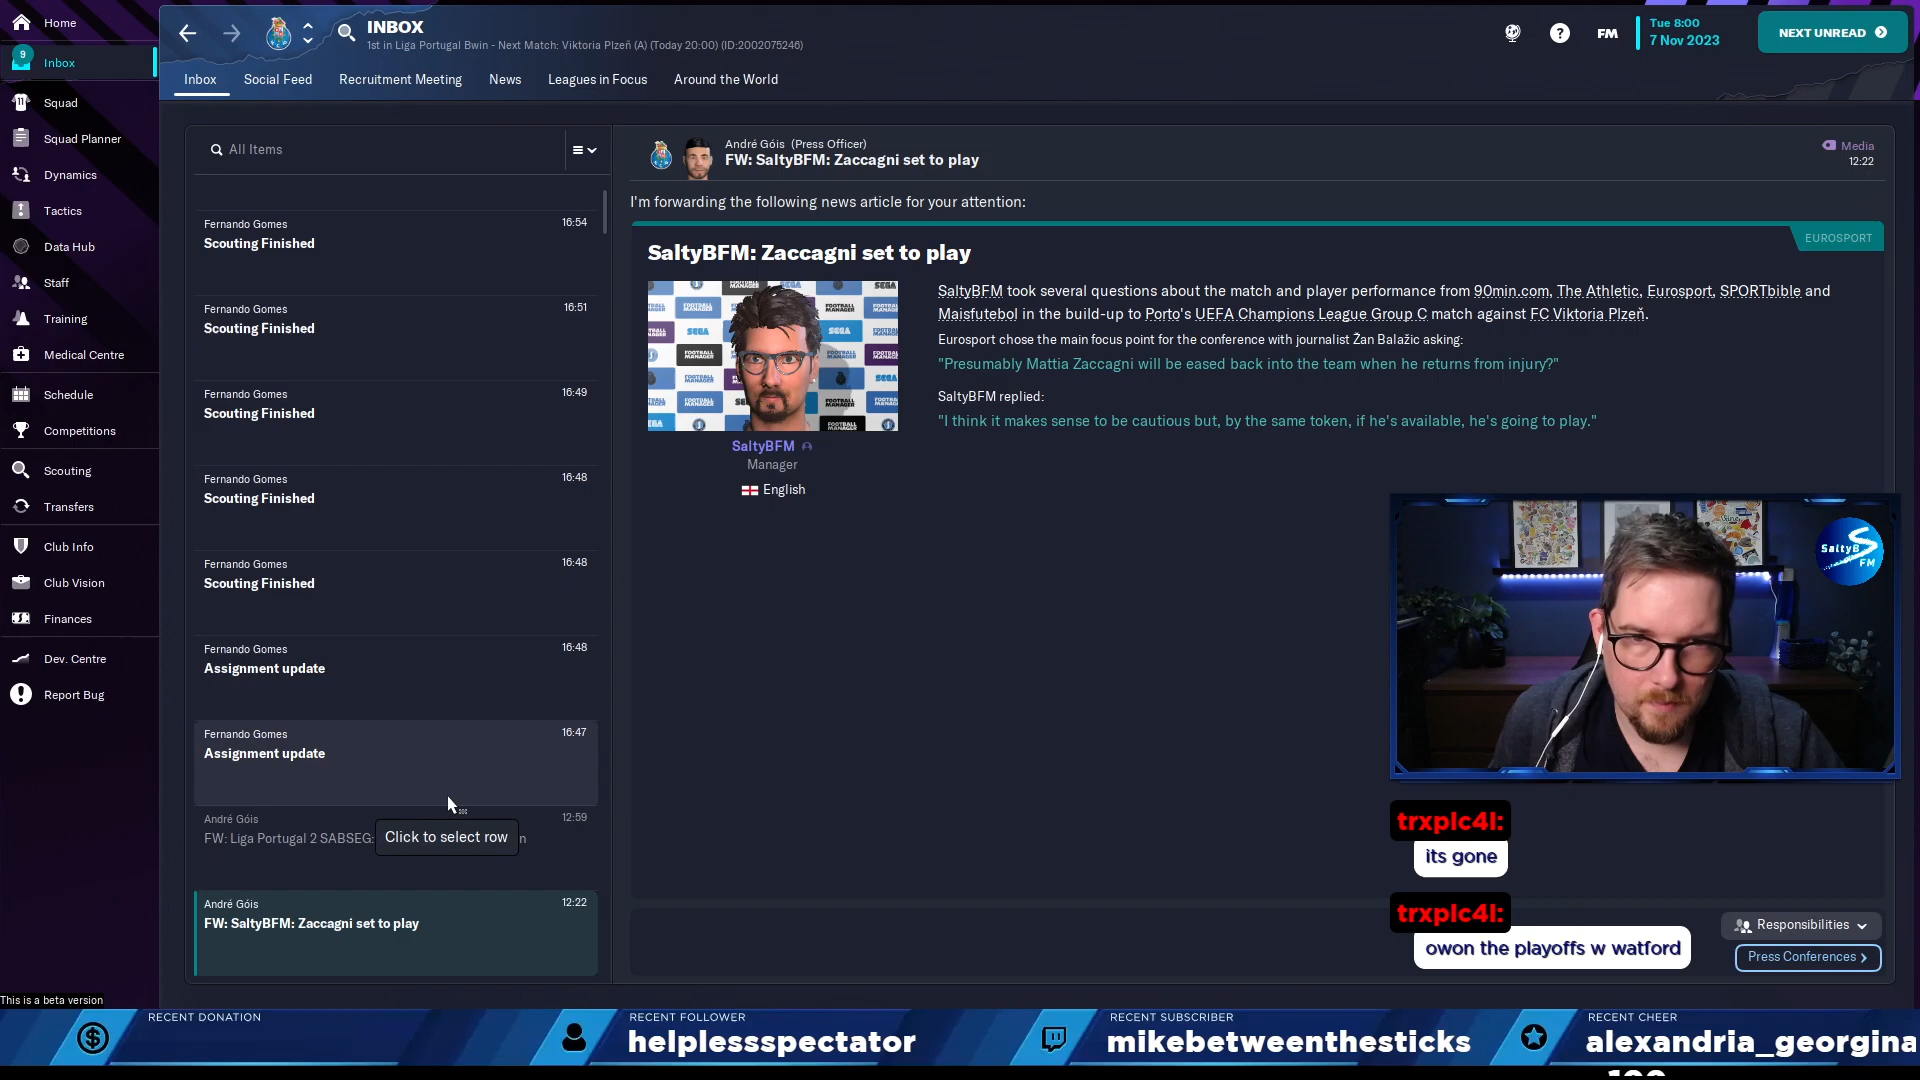 Home
9
Inbox
Squad
Squad Planner
Dynamics
Tactics
Data Hub
Staff
Training
Medical Centre
Schedule
Competitions
Scouting
Transfers
Club Info
Club Vision
Finances
Dev. Centre
Report Bug
This is a beta version
INBOX
1st in Liga Portugal Bwin - Next Match: Viktoria Plzeň (A) (Today 20:00) (ID:2002075246)
FM
Tue 8:00
7 Nov 2023
NEXT UNREAD
Inbox
Social Feed
Recruitment Meeting
News
Leagues in Focus
Around the World
All Items
Fernando Gomes
16:54
Scouting Finished
Fernando Gomes
16:51
Scouting Finished
Fernando Gomes
16:49
Scouting Finished
Fernando Gomes
16:48
Scouting Finished
Fernando Gomes
16:48
Scouting Finished
Fernando Gomes
16:48
Assignment update
Fernando Gomes
16:47
Assignment update
André Góis
12:59
FW: Liga Portugal 2 SABSEG:
Click to select row
André Góis
12:22
FW: SaltyBFM: Zaccagni set to play
André Góis (Press Officer)
FW: SaltyBFM: Zaccagni set to play
Media
12:22
I'm forwarding the following news article for your attention:
EUROSPORT
SaltyBFM: Zaccagni set to play
SaltyBFM took several questions about the match and player performance from 90min.com, The Athletic, Eurosport, SPORTbible and
Maisfutebol in the build-up to Porto's UEFA Champions League Group C match against FC Viktoria Plzeň.
Eurosport chose the main focus point for the conference with journalist Žan Balažic asking:
"Presumably Mattia Zaccagni will be eased back into the team when he returns from injury?"
SaltyBFM replied:
"I think it makes sense to be cautious but, by the same token, if he's available, he's going to play."
SaltyBFM
Manager
English
SaltyB
FM
trxplc4l:
its gone
trxplc4l:
owon the playoffs w watford
Responsibilities
Press Conferences
RECENT DONATION
RECENT FOLLOWER
helplessspectator
RECENT SUBSCRIBER
mikebetweenthesticks
RECENT CHEER
alexandria_georgina